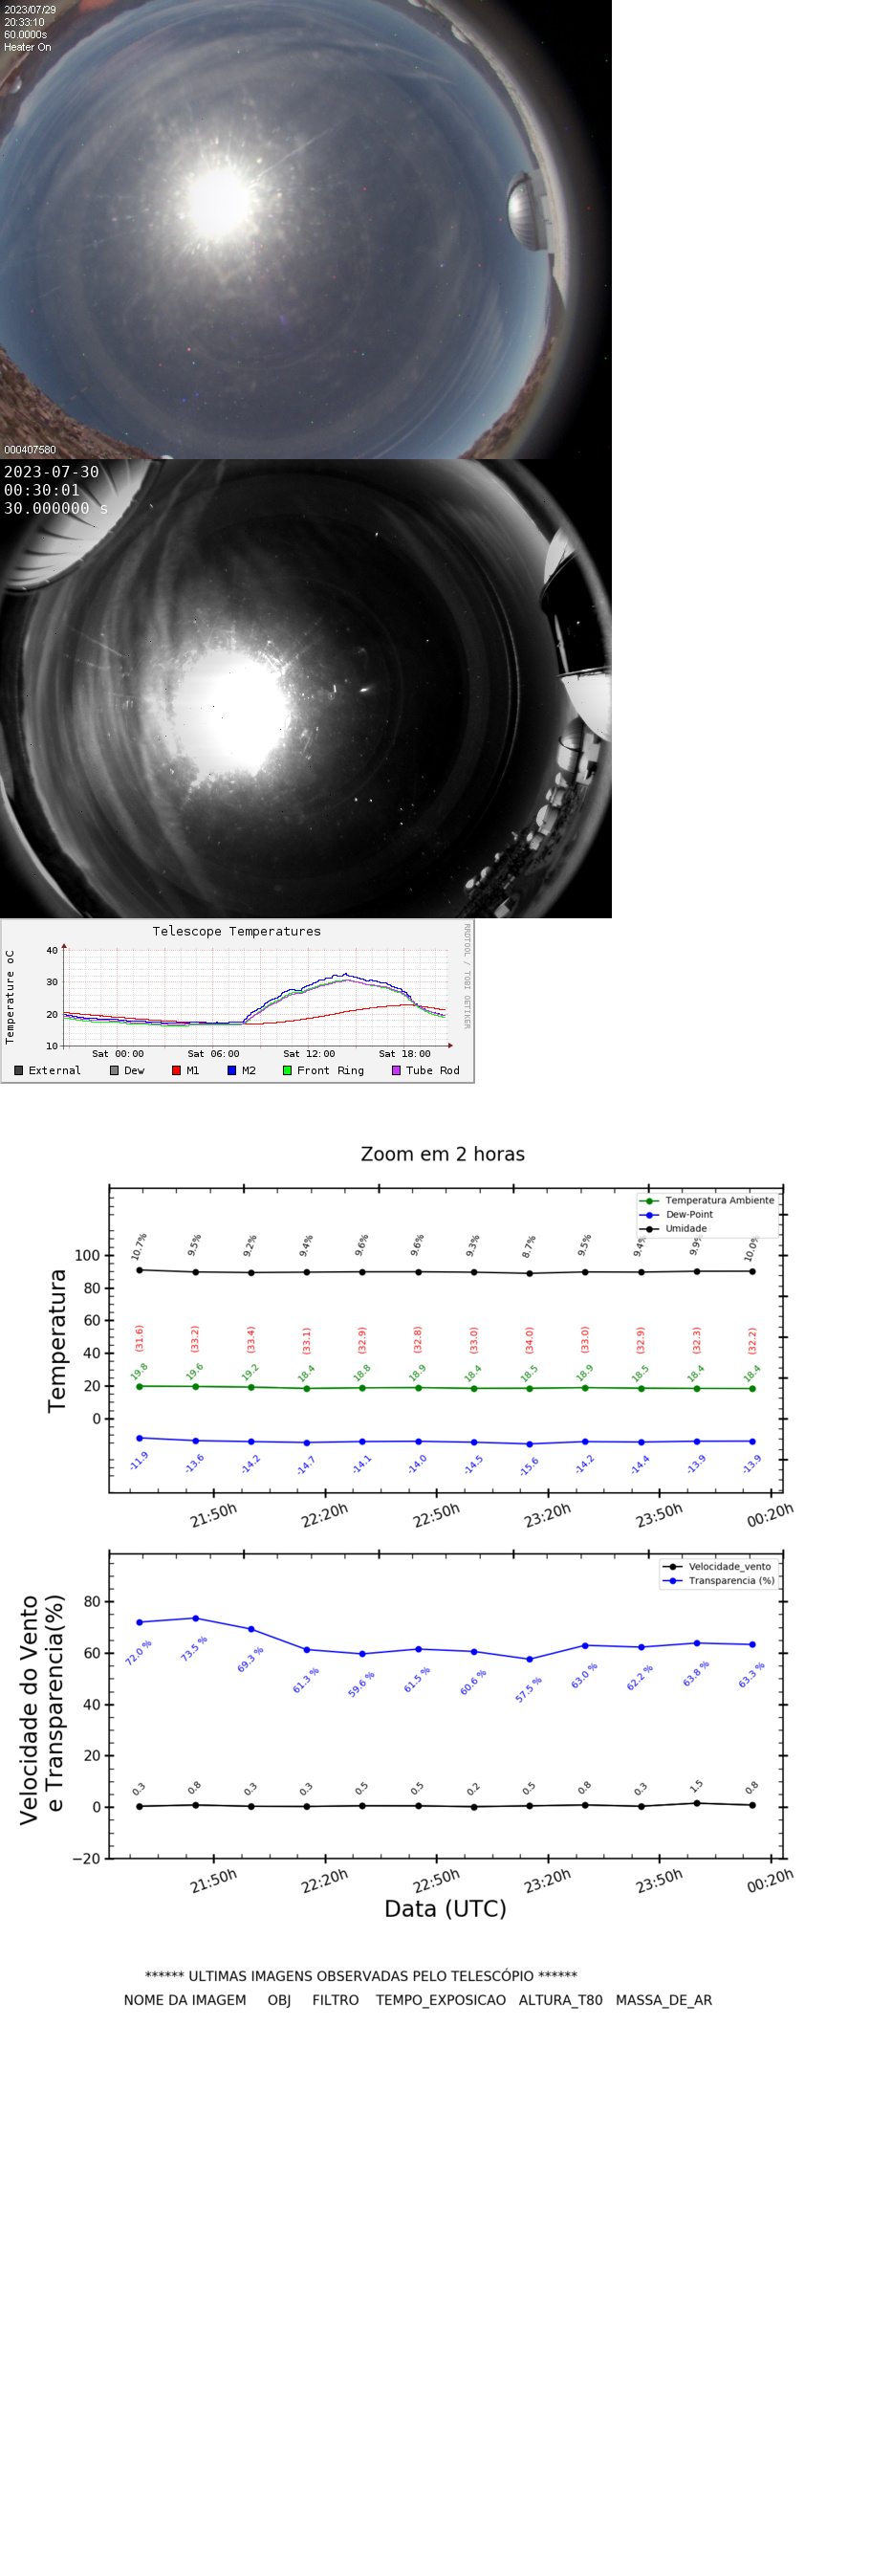 2023/07/29
20:33:10
60.0000s
Heater On
000407580
2023-07-30
00:30:01
30.000000 s
Telescope Temperatures
RRDTOOL / TOBI OETIKER
Temperature oC
40
30
20
10
Sat 00:00 Sat 06:00 Sat 12:00 Sat 18:00
External Dew M1 M2 Front Ring Tube Rod
Zoom em 2 horas
Temperatura Ambiente
Dew-Point
Umidade
Temperatura
100
80
60
40
20
0
10.7% 9.5% 9.2% 9.4% 9.6% 9.6% 9.3% 8.7% 9.5% 9.4% 9.9% 10.0%
(31.6) (33.2) (33.4) (33.1) (32.9) (32.8) (33.0) (34.0) (33.0) (32.9) (32.3) (32.2)
19.8 19.6 19.2 18.4 18.8 18.9 18.4 18.5 18.9 18.5 18.4 18.4
-11.9 -13.6 -14.2 -14.7 -14.1 -14.0 -14.5 -15.6 -14.2 -14.4 -13.9 -13.9
21:50h 22:20h 22:50h 23:20h 23:50h 00:20h
Velocidade_vento
Transparencia (%)
Velocidade do Vento
e Transparencia(%)
80
60
40
20
0
−20
72.0 % 73.5 % 69.3 % 61.3 % 59.6 % 61.5 % 60.6 % 57.5 % 63.0 % 62.2 % 63.8 % 63.3 %
0.3 0.8 0.3 0.3 0.5 0.5 0.2 0.5 0.8 0.3 1.5 0.8
21:50h 22:20h 22:50h 23:20h 23:50h 00:20h
Data (UTC)
****** ULTIMAS IMAGENS OBSERVADAS PELO TELESCÓPIO ******
NOME DA IMAGEM OBJ FILTRO TEMPO_EXPOSICAO ALTURA_T80 MASSA_DE_AR